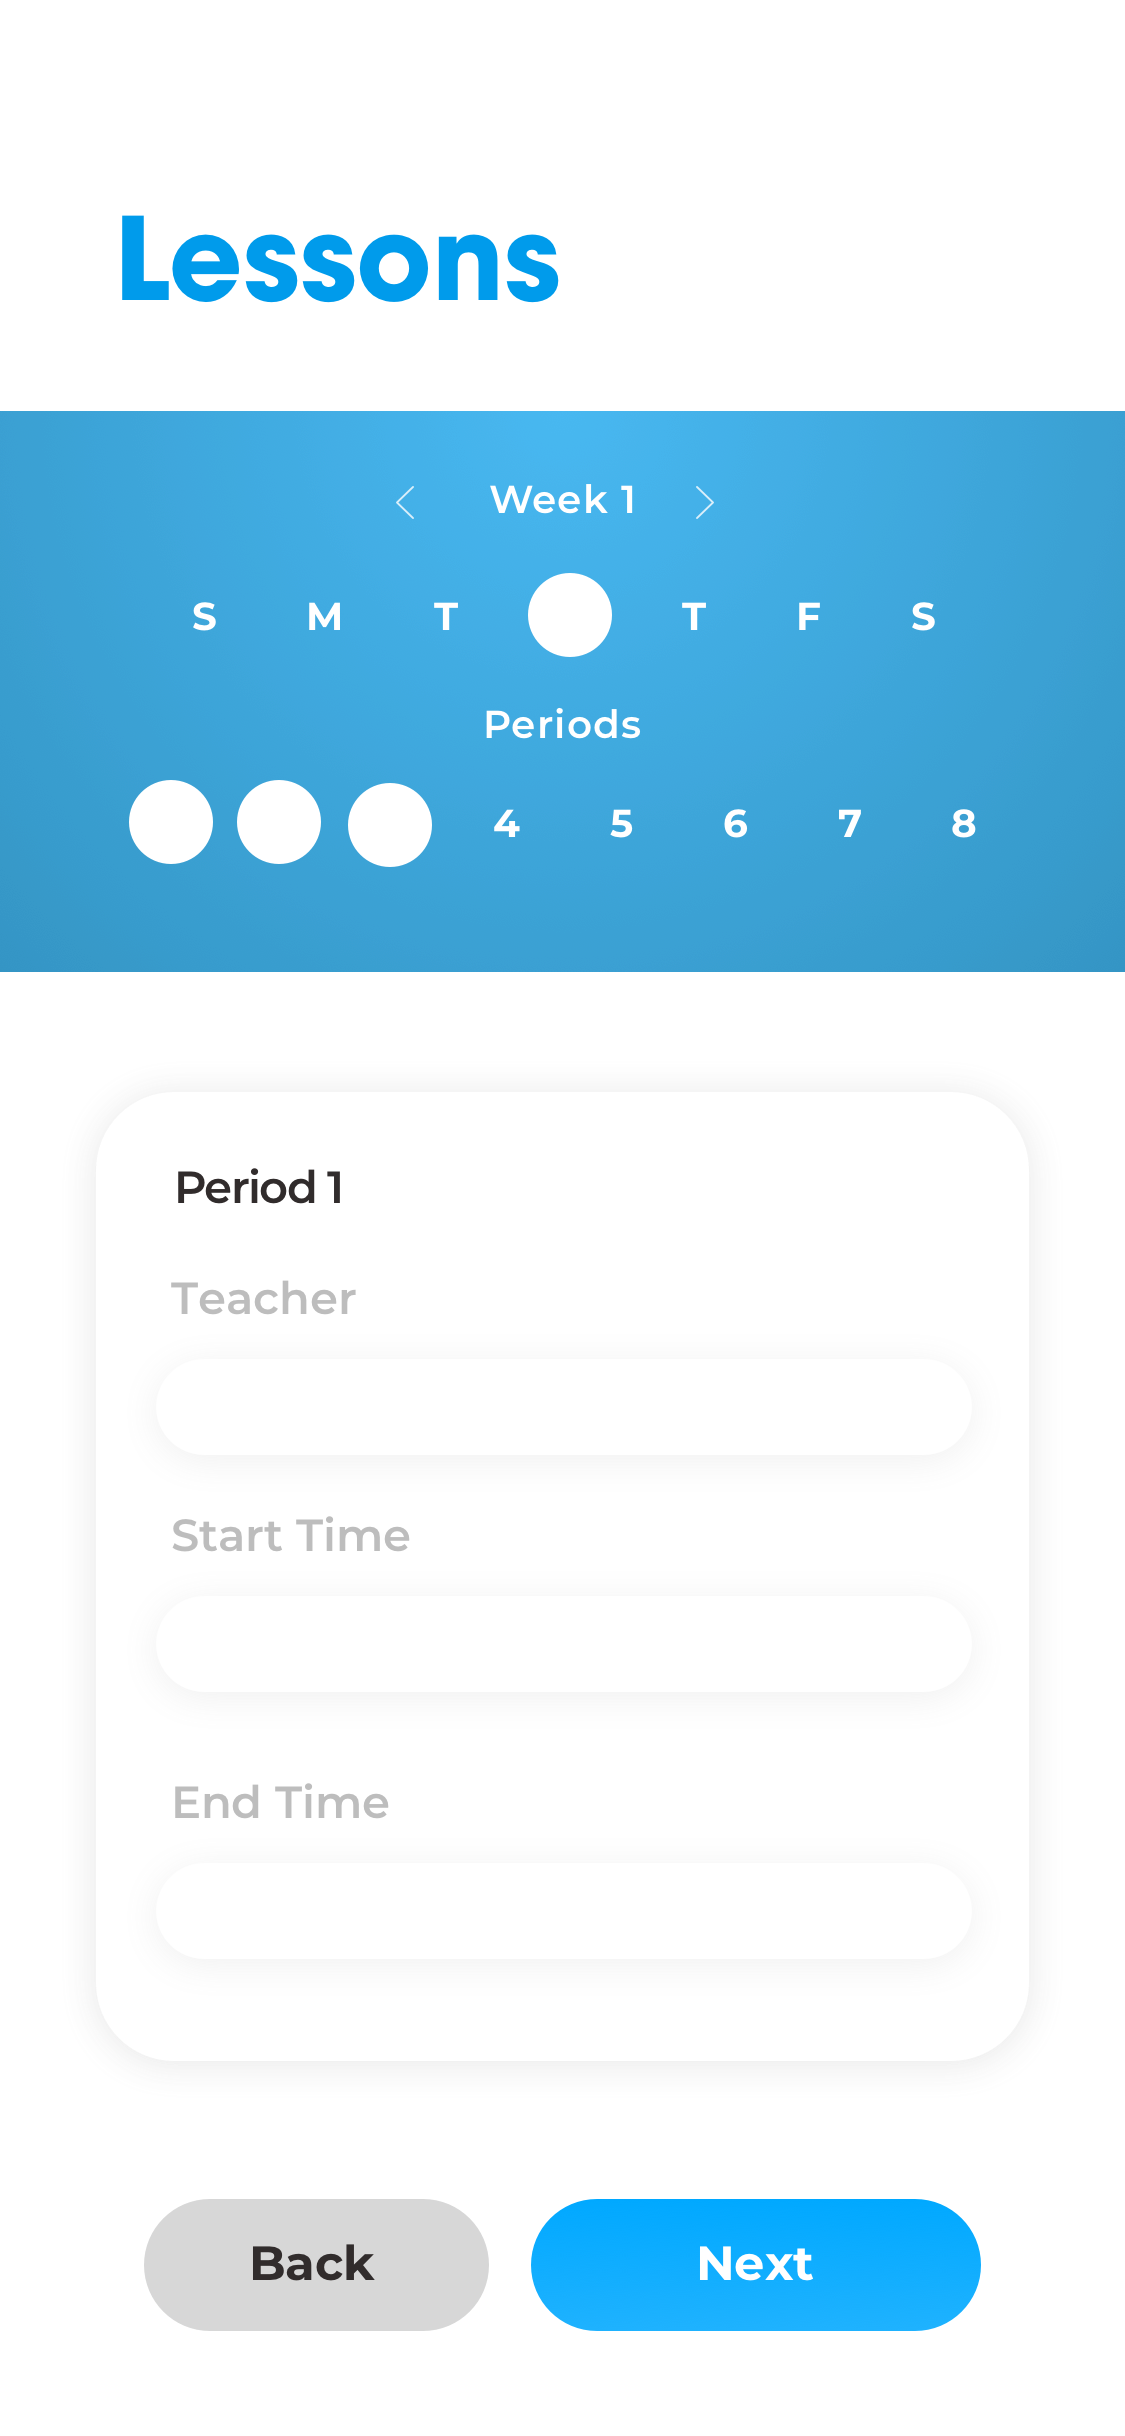 Lessons
Week 1
S M T T F S
Periods
4 5 6 7 8
Period 1
Teacher
Start Time
End Time
Back Next